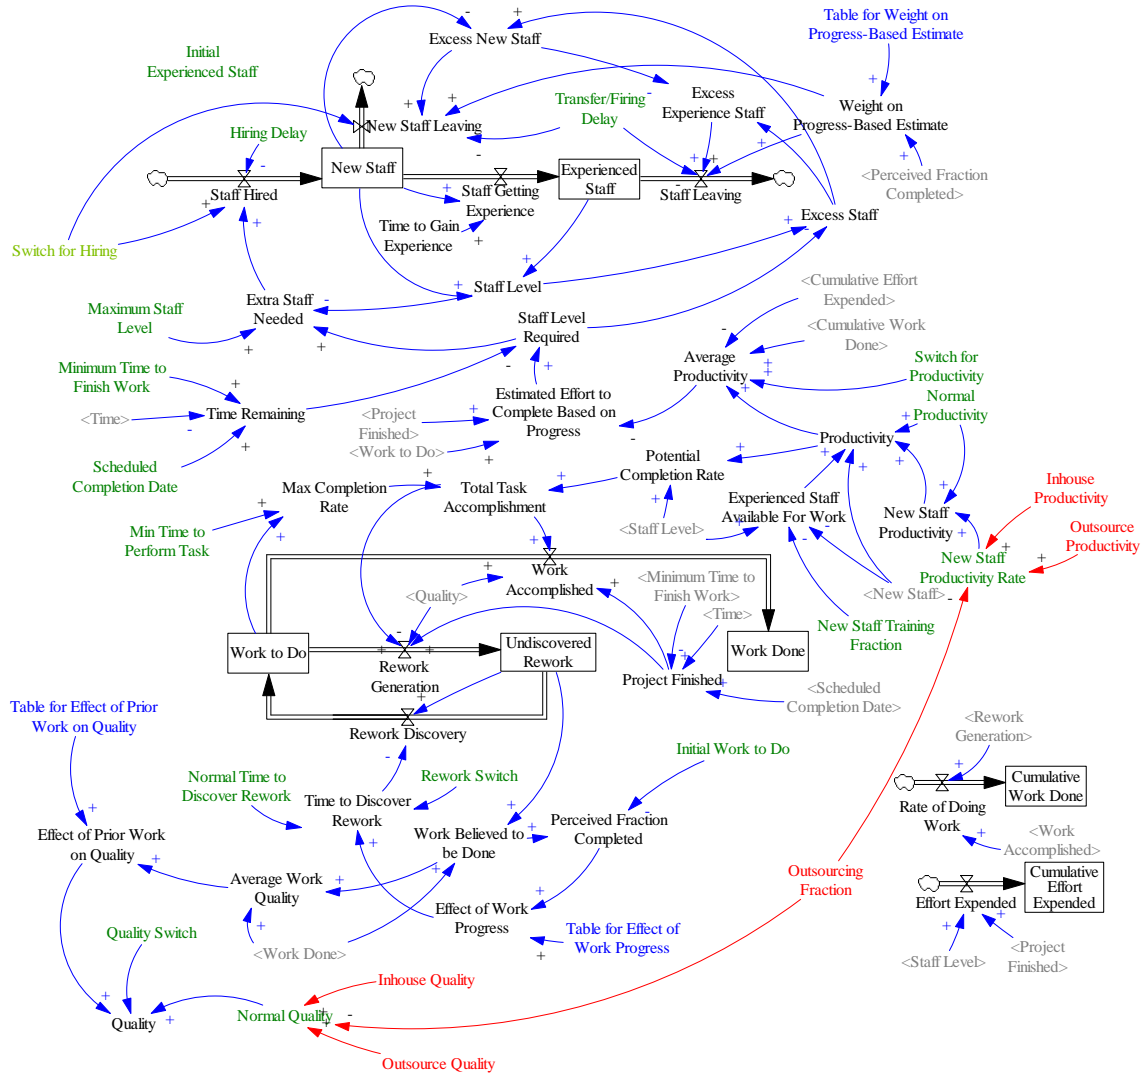 Table for Weight on
Progress-Based Estimate
Excess New Staff
Initial
Experienced Staff
Excess
Experience Staff
Transfer/Firing
Delay
Weight on
Progress-Based Estimate
New Staff Leaving
Hiring Delay
New Staff
Experienced
Staff
<Perceived Fraction
Completed>
Staff Hired
Staff Getting
Experience
Staff Leaving
Excess Staff
Time to Gain
Experience
Switch for Hiring
Staff Level
<Cumulative Effort
Expended>
Extra Staff
Needed
Maximum Staff
Level
Staff Level
Required
<Cumulative Work
Done>
Average
Productivity
Switch for
Productivity
Minimum Time to
Finish Work
Normal
Productivity
Estimated Effort to
Complete Based on
Progress
<Time>
Time Remaining
<Project
Finished>
<Work to Do>
Productivity
Scheduled
Completion Date
Potential
Completion Rate
Max Completion
Rate
Total Task
Accomplishment
Experienced Staff
Available For Work
Inhouse
Productivity
New Staff
Productivity
Min Time to
Perform Task
<Staff Level>
Outsource
Productivity
New Staff
Productivity Rate
Work
Accomplished
<Minimum Time to
Finish Work>
<Quality>
<New Staff>
<Time>
New Staff Training
Fraction
Work to Do
Undiscovered
Rework
Work Done
Rework
Generation
Project Finished
<Scheduled
Completion Date>
Table for Effect of Prior
Work on Quality
Rework Discovery
<Rework
Generation>
Initial Work to Do
Normal Time to
Discover Rework
Rework Switch
Cumulative
Work Done
Time to Discover
Rework
Rate of Doing
Work
Effect of Prior Work
on Quality
Work Believed to
be Done
Perceived Fraction
Completed
<Work
Accomplished>
Outsourcing
Fraction
Cumulative
Effort
Expended
Average Work
Quality
Effort Expended
Effect of Work
Progress
Quality Switch
Table for Effect of
Work Progress
<Work Done>
<Project
Finished>
<Staff Level>
Inhouse Quality
Quality
Normal Quality
Outsource Quality